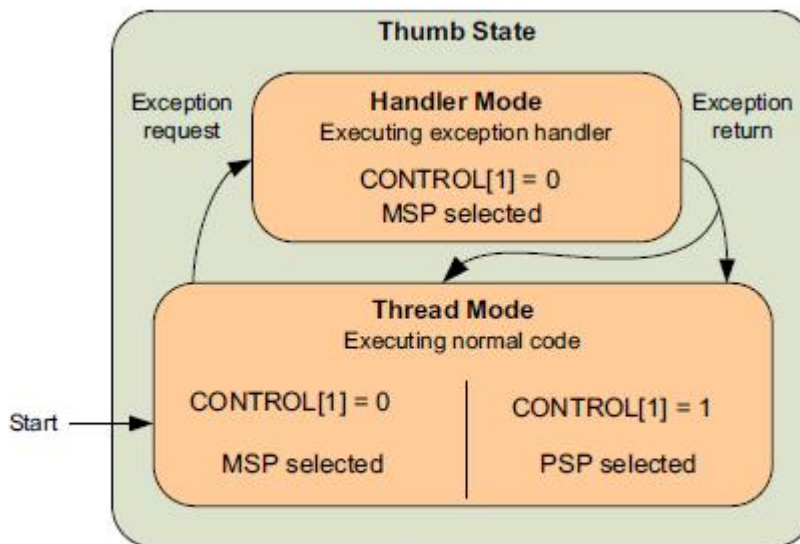 Thumb State
Exception
request
Handler Mode
Executing exception handler
CONTROL[1] = 0
MSP selected
Exception
return
Thread Mode
Executing normal code
CONTROL[1] = 0
MSP selected
CONTROL[1] = 1
PSP selected
Start